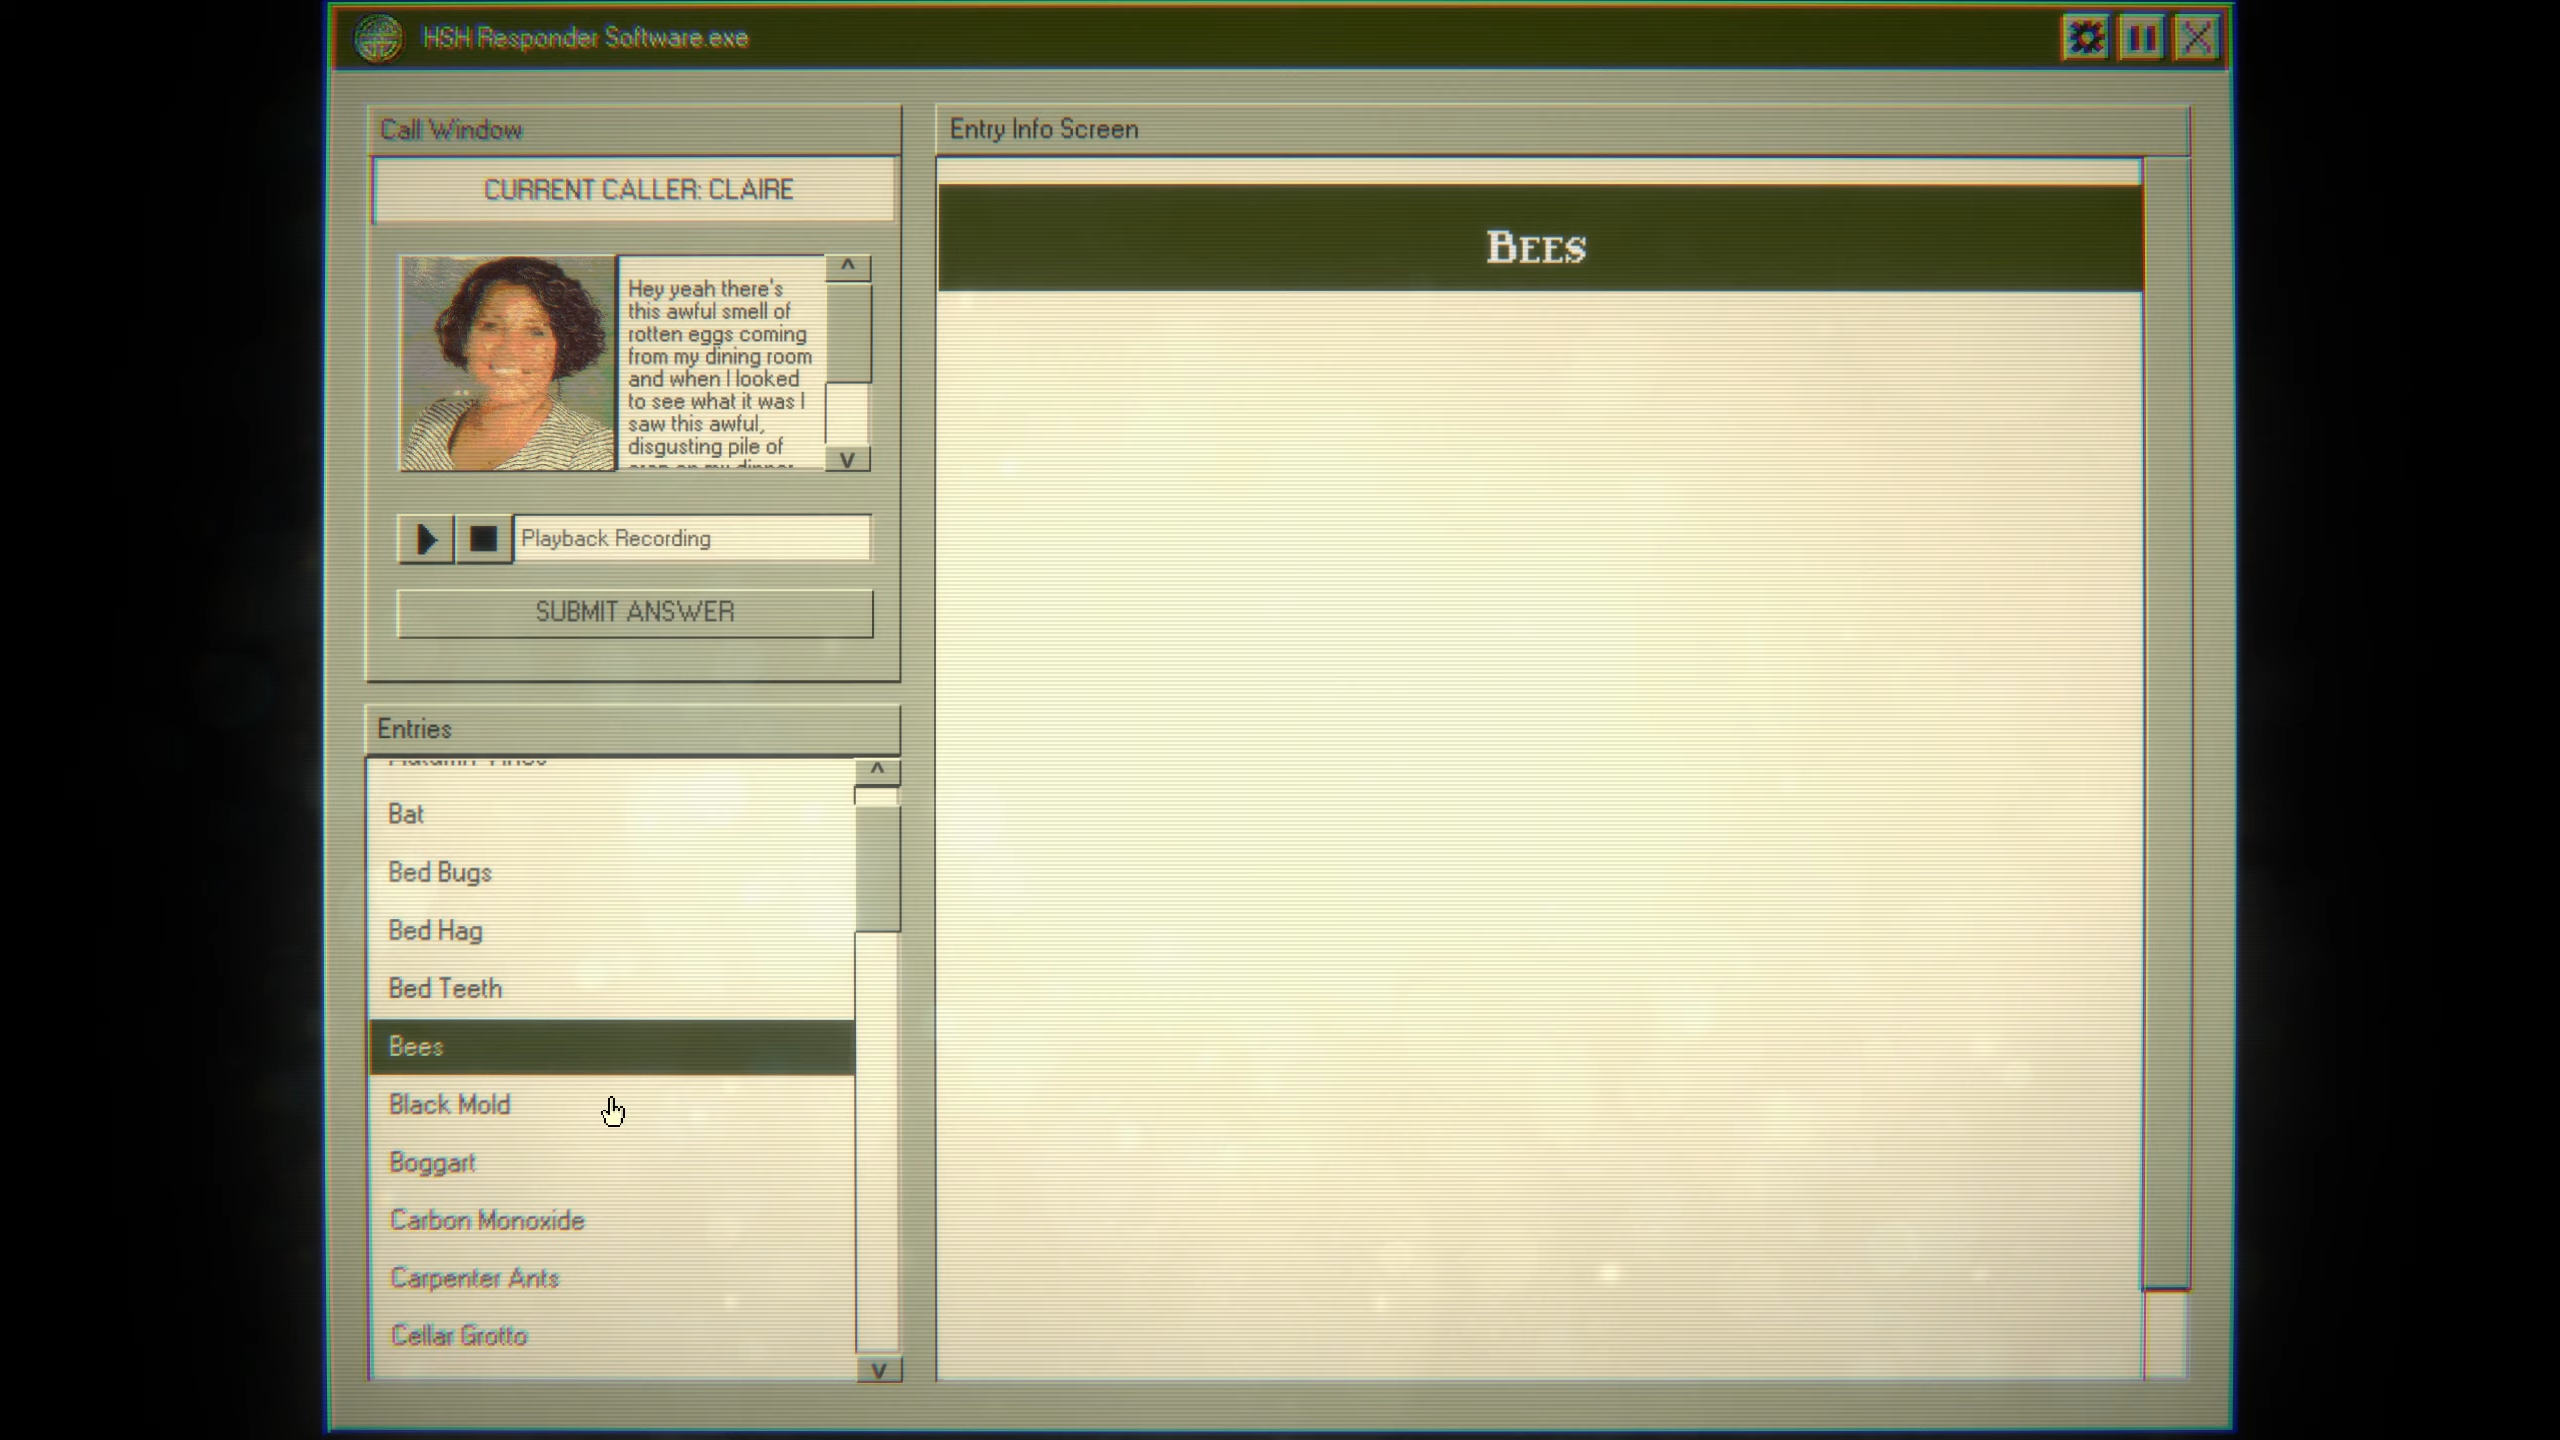 HSH Responder Software.exe
Call Window
CURRENT CALLER: CLAIRE
Hey yeah there's
this awful smell of
rotten eggs coming
from my dining room
and when I looked
to see what it was I
saw this awful,
disgusting pile of
Playback Recording
SUBMIT ANSWER
Entries
Bat
Bed Bugs
Bed Hag
Bed Teeth
Bees
Black Mold
Boggart
Carbon Monoxide
Carpenter Ants
Cellar Grotto
Entry Info Screen
Bees